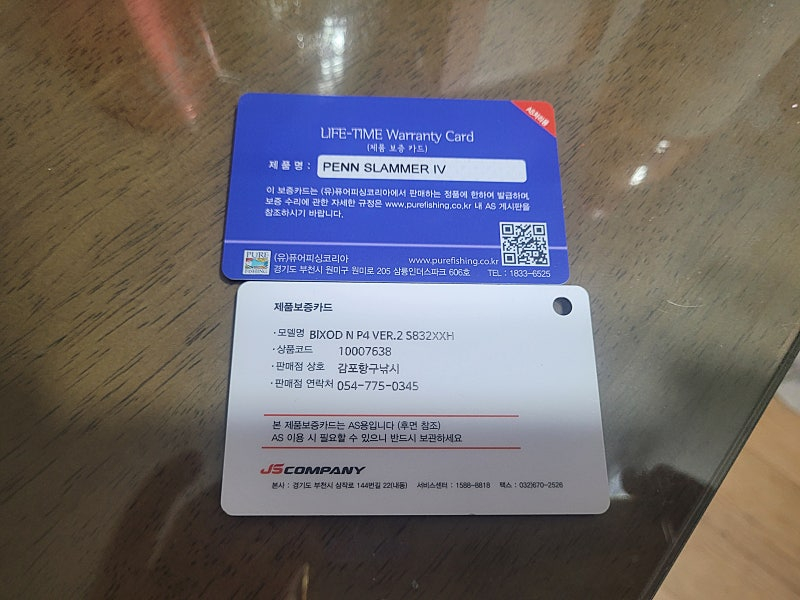 AS처리용
LIFE-TIME Warranty Card
(제품 보증 카드)
제 품 명 : PENN SLAMMER IV
이 보증카드는 (유)퓨어피싱코리아에서 판매하는 정품에 한하여 발급하며,
보증 수리에 관한 자세한 규정은 www.purefishing.co.kr 내 AS 게시판을
참조하시기 바랍니다.
PURE FISHING
(유)퓨어피싱코리아 www.purefishing.co.kr
경기도 부천시 원미구 원미로 205 삼용인더스파크 606호 TEL : 1833-6525
제품보증카드
·모델명 BIXOD N P4 VER.2 S832XXH
·상품코드 10007638
·판매점 상호 감포항구낚시
·판매점 연락처 054-775-0345
본 제품보증카드는 AS용입니다 (후면 참조)
AS 이용 시 필요할 수 있으니 반드시 보관하세요
JS COMPANY
본사 : 경기도 부천시 삼작로 144번길 22(내동) 서비스센터 : 1588-8818 팩스 : 032)670-2526